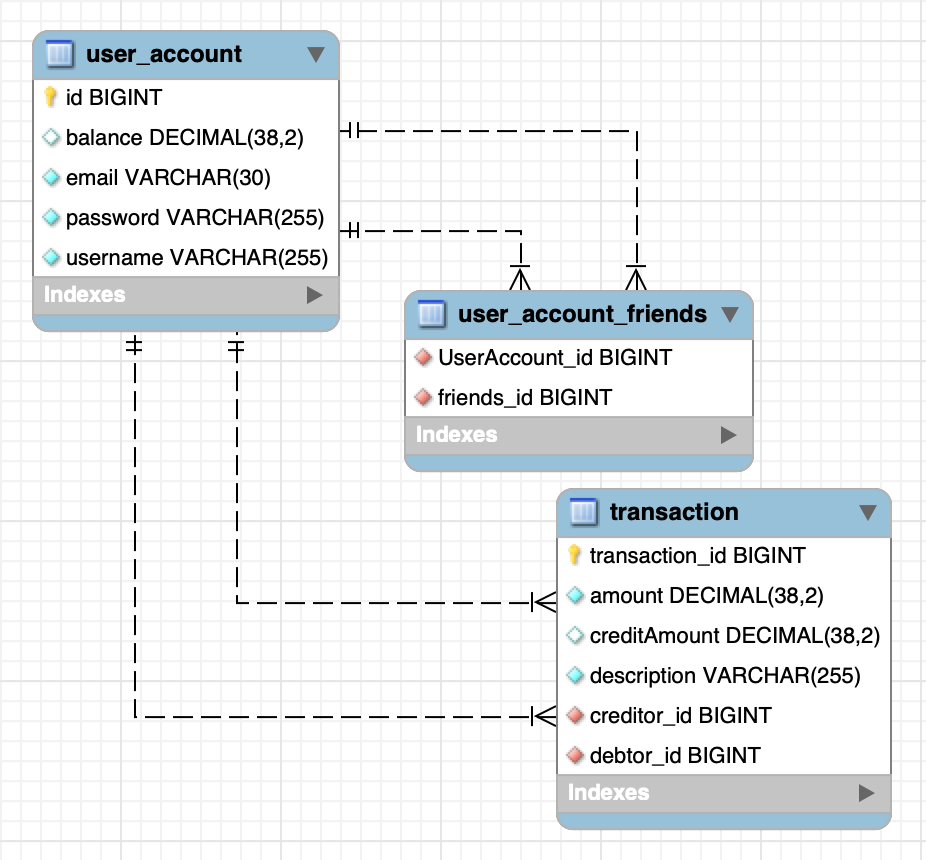 user_account
id BIGINT
balance DECIMAL(38,2)
email VARCHAR(30)
password VARCHAR(255)
username VARCHAR(255)
Indexes
user_account_friends
UserAccount_id BIGINT
friends_id BIGINT
Indexes
transaction
transaction_id BIGINT
amount DECIMAL(38,2)
creditAmount DECIMAL(38,2)
description VARCHAR(255)
creditor_id BIGINT
debtor_id BIGINT
Indexes